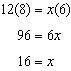 12(8) = x(6)
96 = 6x
16 = x